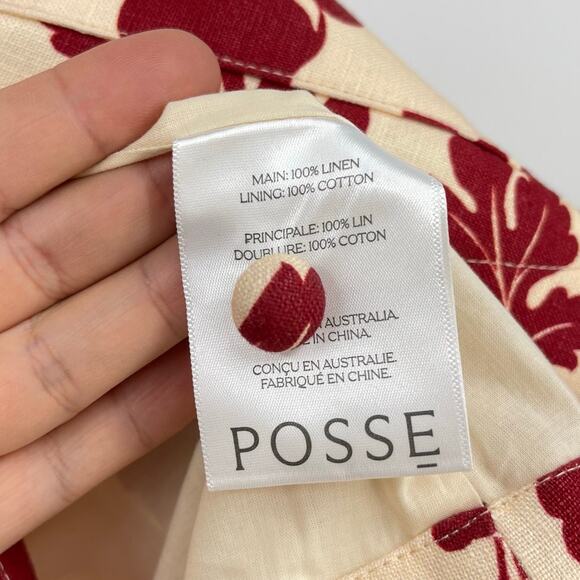 MAIN: 100% LINEN
LINING: 100% COTTON
PRINCIPALE: 100% LIN
DOUBLURE: 100% COTON
AUSTRALIA.
IN CHINA.
CONÇU EN AUSTRALIE.
FABRIQUÉ EN CHINE.
POSSE